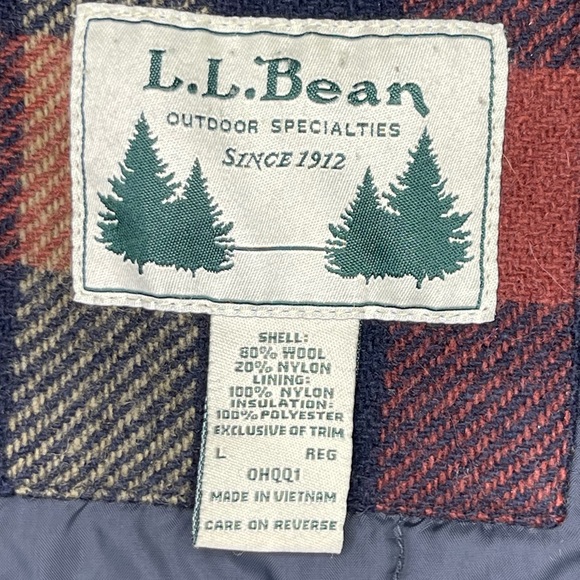 L.L.Bean
OUTDOOR SPECIALTIES
SINCE 1912
SHELL:
80% WOOL
20% NYLON
LINING:
100% NYLON
INSULATION:
100% POLYESTER
EXCLUSIVE OF TRIM
L REG
0HQQ1
MADE IN VIETNAM
CARE ON REVERSE